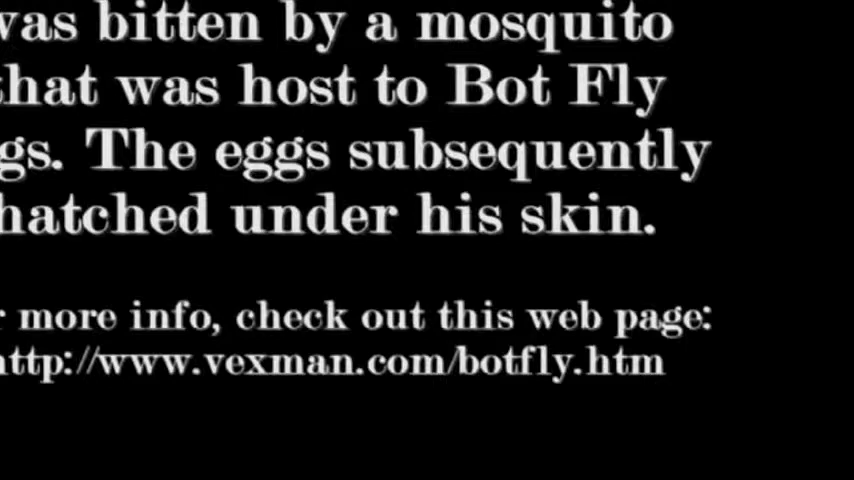 was bitten by a mosquito
that was host to Bot Fly
gs. The eggs subsequently
hatched under his skin.
r more info, check out this web page:
http://www.vexman.com/botfly.htm